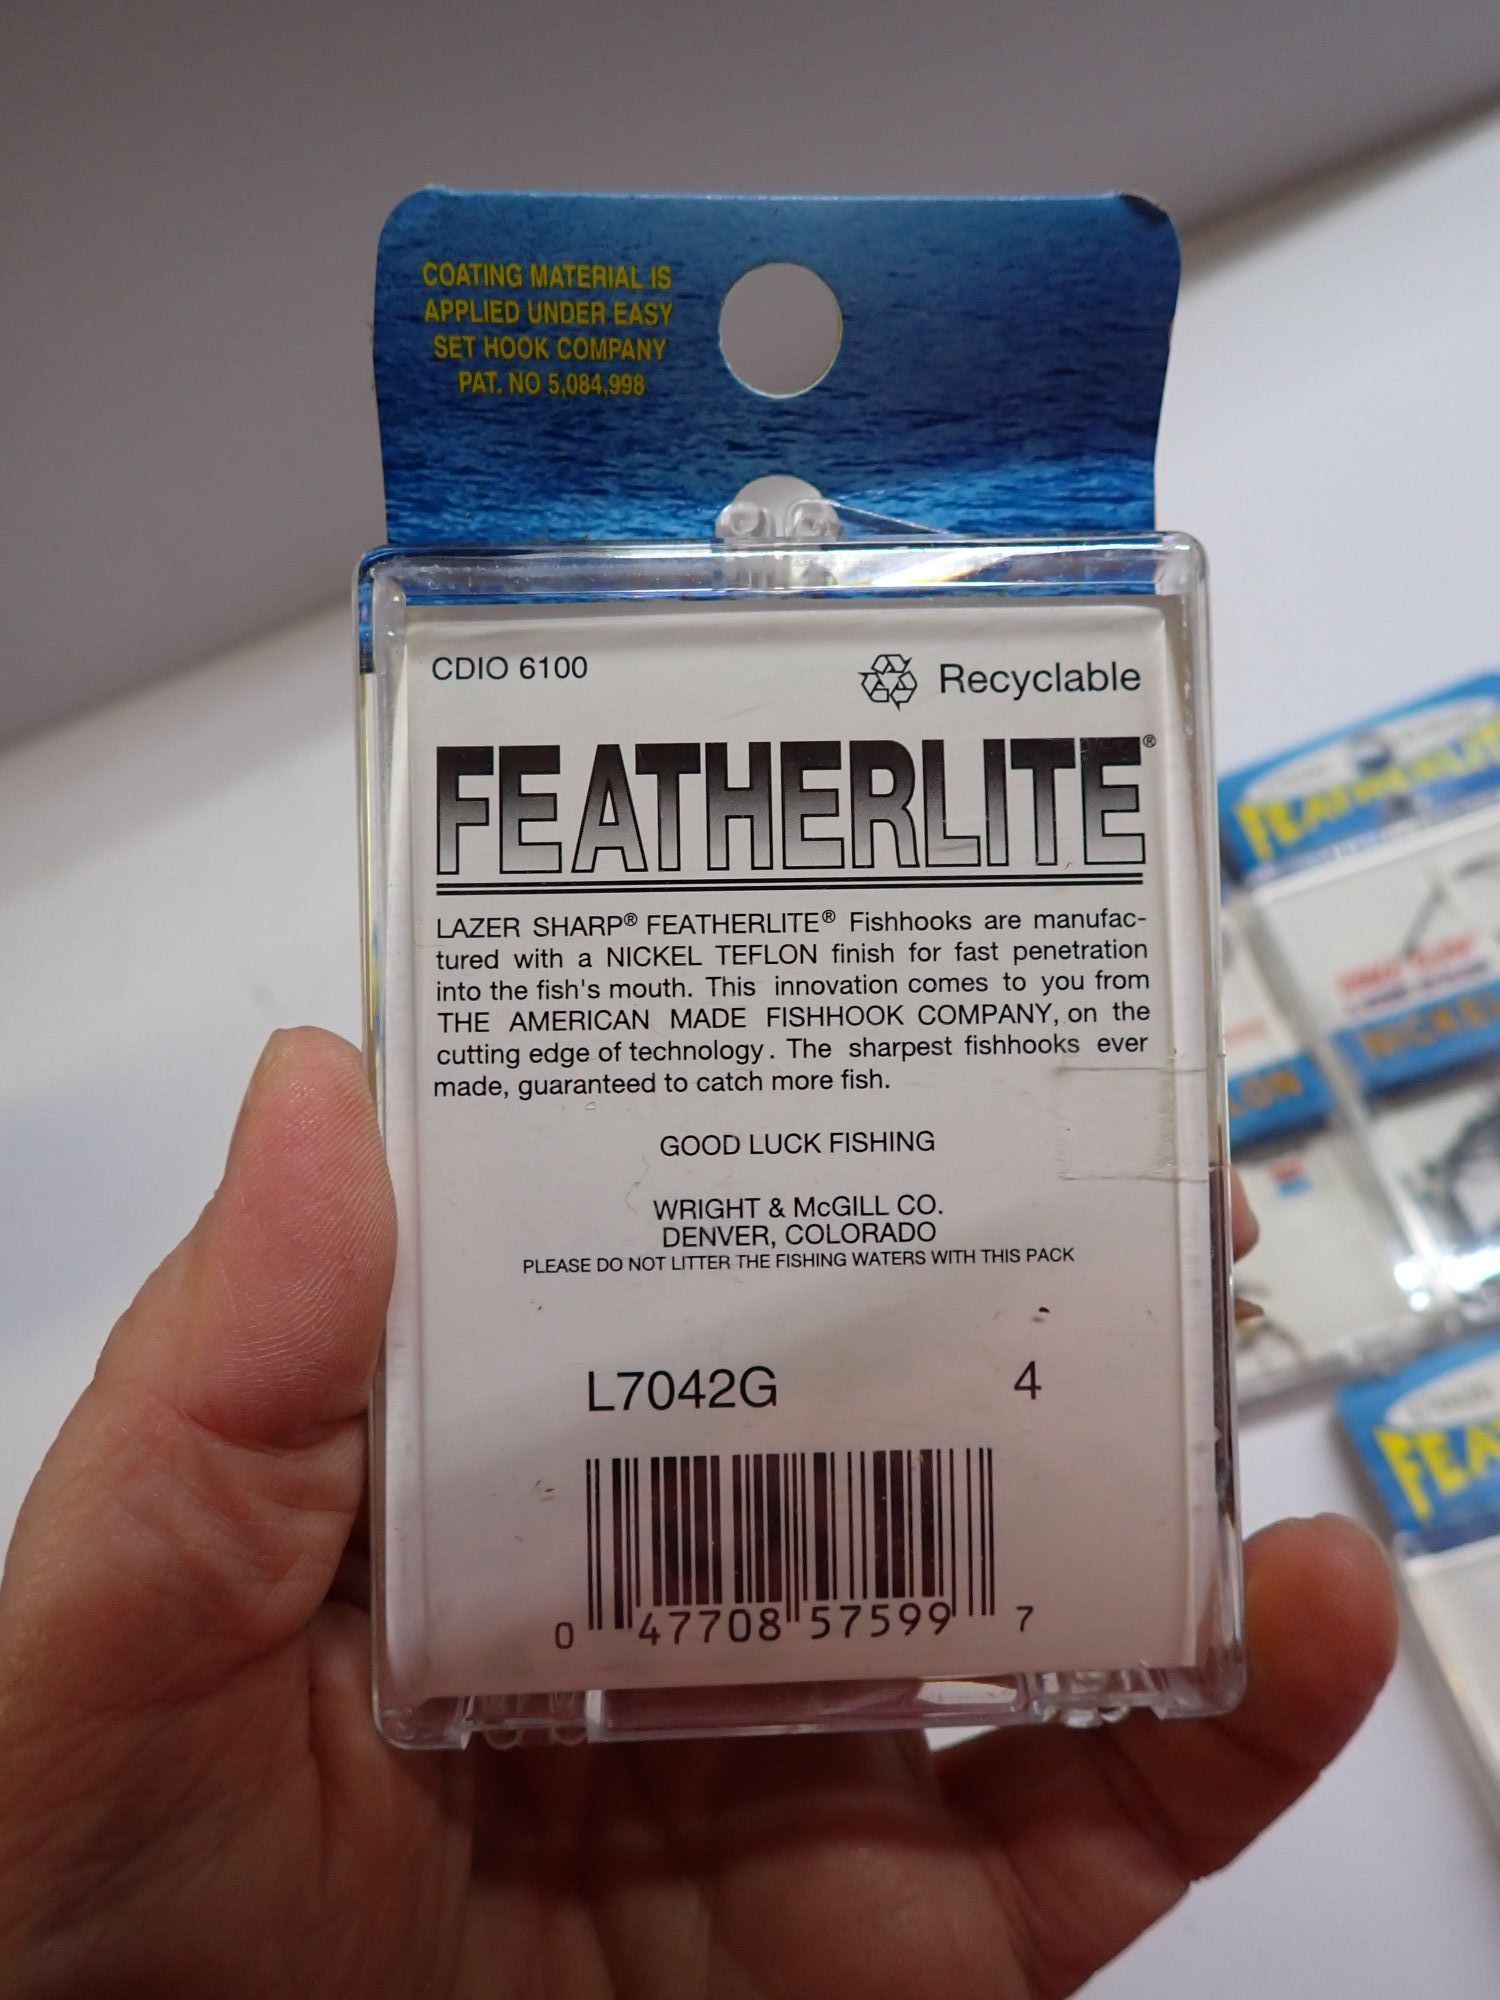 COATING MATERIAL IS
APPLIED UNDER EASY
SET HOOK COMPANY
PAT. NO 5,084,998
CDIO 6100
Recyclable
FEATHERLITE®
LAZER SHARP® FEATHERLITE® Fishhooks are manufac-
tured with a NICKEL TEFLON finish for fast penetration
into the fish's mouth. This innovation comes to you from
THE AMERICAN MADE FISHHOOK COMPANY, on the
cutting edge of technology. The sharpest fishhooks ever
made, guaranteed to catch more fish.
GOOD LUCK FISHING
WRIGHT & McGILL CO.
DENVER, COLORADO
PLEASE DO NOT LITTER THE FISHING WATERS WITH THIS PACK
L7042G 4
0 47708 57599 7
FEATHERLITE
NICKEL
LON
FEA